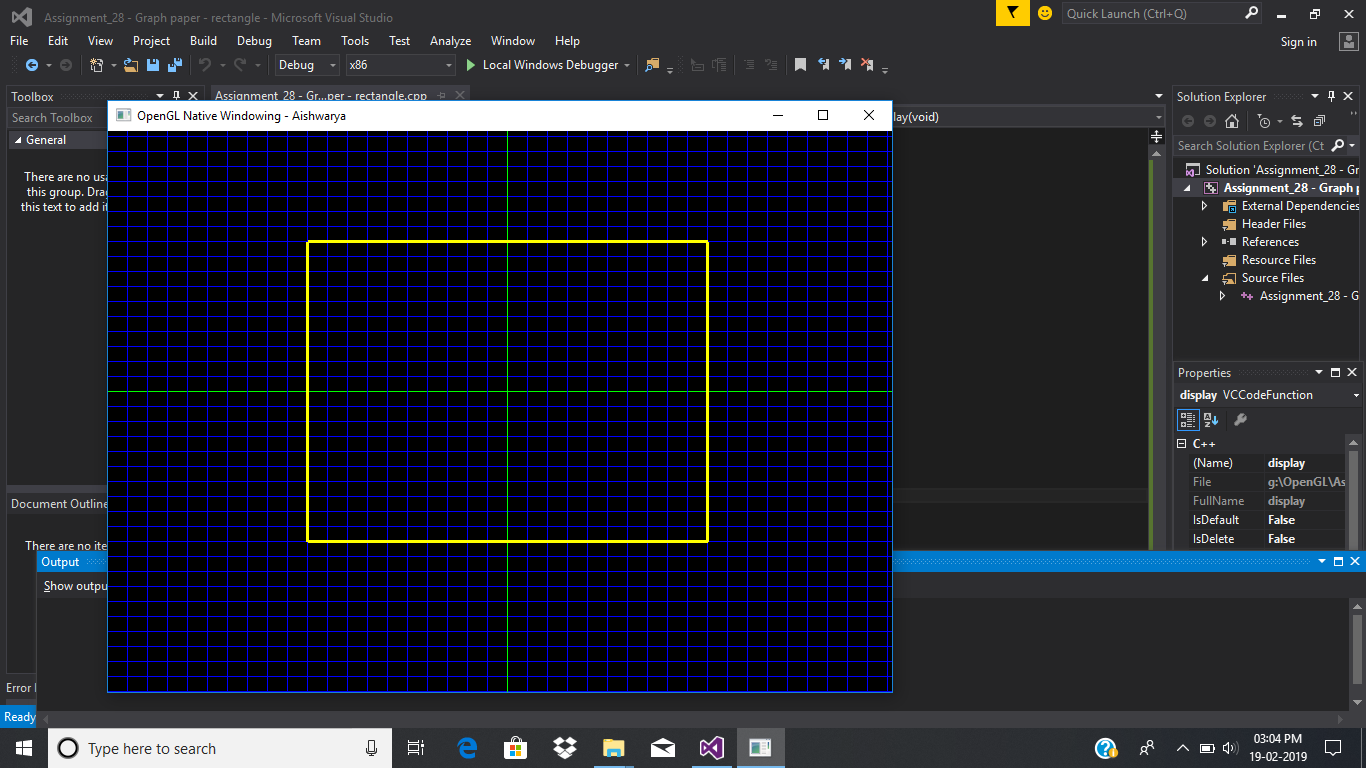 Assignment_28 - Graph paper - rectangle - Microsoft Visual Studio
Quick Launch (Ctrl+Q)
File Edit View Project Build Debug Team Tools Test Analyze Window Help
Sign in
Debug x86 Local Windows Debugger
Toolbox
Assignment_28 - Gr...per - rectangle.cpp
Solution Explorer
Search Toolbox
OpenGL Native Windowing - Aishwarya
lay(void)
General
Search Solution Explorer (Ct
There are no usa
this group. Drag
this text to add it
Solution 'Assignment_28 - Gr
Assignment_28 - Graph p
External Dependencies
Header Files
References
Resource Files
Source Files
Assignment_28 - G
Properties
display VCCodeFunction
C++
(Name) display
File g:\OpenGL\As
FullName display
IsDefault False
IsDelete False
Document Outline
There are no ite
Output
Show outpu
Error
Ready
Type here to search
03:04 PM
19-02-2019